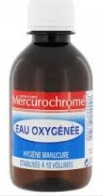 Mercurochrome
EAU OXYGÉNÉE
HYGIÈNE MANUCURE
STABILISÉE À 10 VOLUMES